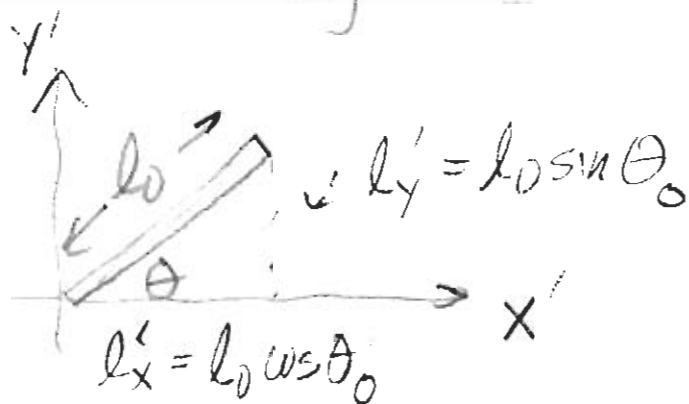 Y'
l₀
l'y = l₀ sin θ₀
θ
X'
l'x = l₀ cos θ₀